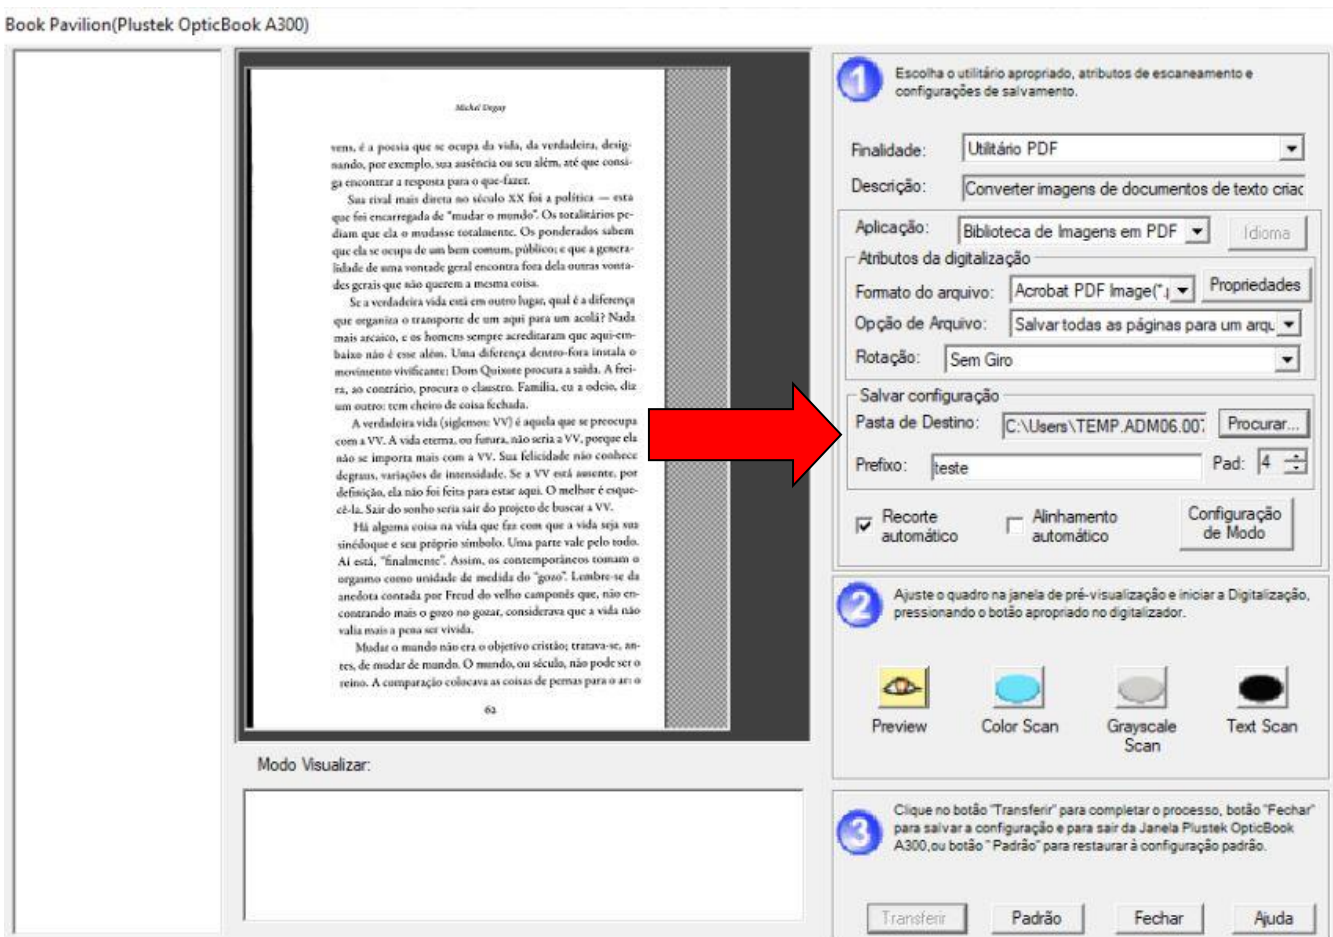 Book Pavilion(Plustek OpticBook A300)
Michel Deguy
vens, é a poesia que se ocupa da vida, da verdadeira, desig-
nando, por exemplo, sua ausência ou seu além, até que consi-
ga encontrar a resposta para o que-fazer.
Sua rival mais direta no século XX foi a política — esta
que foi encarregada de "mudar o mundo". Os totalitários pe-
diam que ela o mudasse totalmente. Os ponderados sabem
que ela se ocupa de um bem comum, público; e que a genera-
lidade de uma vontade geral encontra fora dela outras vonta-
des gerais que não querem a mesma coisa.
Se a verdadeira vida está em outro lugar, qual é a diferença
que organiza o transporte de um aqui para um acolá? Nada
mais arcaico, e os homens sempre acreditaram que aqui-em-
baixo não é esse além. Uma diferença dentro-fora instala o
movimento vivificante: Dom Quixote procura a saída. A frei-
ra, ao contrário, procura o claustro. Família, eu a odeio, diz
um outro: tem cheiro de coisa fechada.
A verdadeira vida (siglemos: VV) é aquela que se preocupa
com a VV. A vida eterna, ou futura, não seria a VV, porque ela
não se importa mais com a VV. Sua felicidade não conhece
degraus, variações de intensidade. Se a VV está ausente, por
definição, ela não foi feita para estar aqui. O melhor é esque-
cê-la. Sair do sonho seria sair do projeto de buscar a VV.
Há alguma coisa na vida que faz com que a vida seja sua
sinédoque e seu próprio símbolo. Uma parte vale pelo todo.
Aí está, "finalmente". Assim, os contemporâneos tomam o
orgasmo como unidade de medida do "gozo". Lembre-se da
anedota contada por Freud do velho camponês que, não en-
contrando mais o gozo no gozar, considerava que a vida não
valia mais a pena ser vivida.
Mudar o mundo não era o objetivo cristão; tratava-se, an-
tes, de mudar de mundo. O mundo, ou século, não pode ser o
reino. A comparação colocava as coisas de pernas para o ar: o
62
Modo Visualizar:
1
Escolha o utilitário apropriado, atributos de escaneamento e
configurações de salvamento.
Finalidade: Utilitário PDF
Descrição: Converter imagens de documentos de texto criac
Aplicação: Biblioteca de Imagens em PDF Idioma
Atributos da digitalização
Formato do arquivo: Acrobat PDF Image(*.p Propriedades
Opção de Arquivo: Salvar todas as páginas para um arqu
Rotação: Sem Giro
Salvar configuração
Pasta de Destino: C:\Users\TEMP.ADM06.007 Procurar...
Prefixo: teste Pad: 4
Recorte automático
Alinhamento automático
Configuração de Modo
2
Ajuste o quadro na janela de pré-visualização e iniciar a Digitalização,
pressionando o botão apropriado no digitalizador.
Preview Color Scan Grayscale Scan Text Scan
3
Clique no botão "Transferir" para completar o processo, botão "Fechar"
para salvar a configuração e para sair da Janela Plustek OpticBook
A300,ou botão " Padrão" para restaurar à configuração padrão.
Transferir Padrão Fechar Ajuda